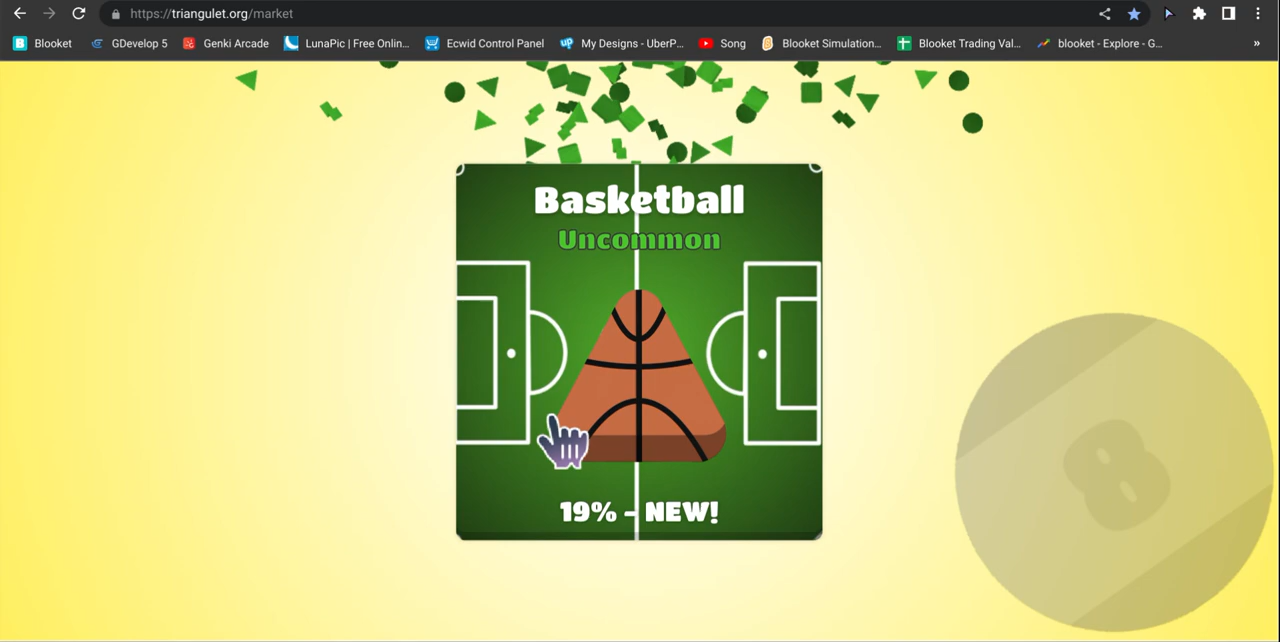 https://triangulet.org/market
Blooket GDevelop 5 Genki Arcade LunaPic | Free Onlin... Ecwid Control Panel My Designs - UberP... Song Blooket Simulation... Blooket Trading Val... blooket - Explore - G... »
Basketball
Uncommon
19% - NEW!
B